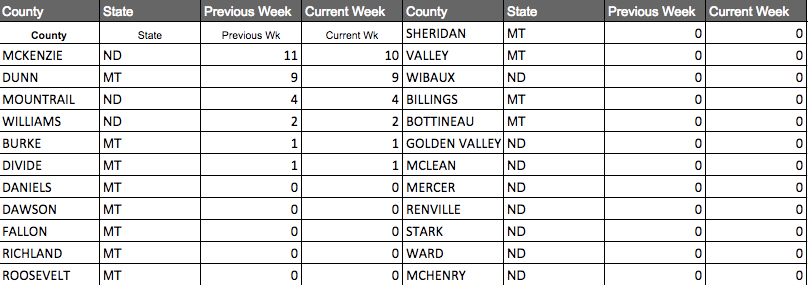 County State Previous Week Current Week County State Previous Week Current Week
County State Previous Wk Current Wk SHERIDAN MT 0 0
MCKENZIE ND 11 10 VALLEY MT 0 0
DUNN MT 9 9 WIBAUX ND 0 0
MOUNTRAIL ND 4 4 BILLINGS MT 0 0
WILLIAMS ND 2 2 BOTTINEAU MT 0 0
BURKE MT 1 1 GOLDEN VALLEY ND 0 0
DIVIDE MT 1 1 MCLEAN ND 0 0
DANIELS MT 0 0 MERCER ND 0 0
DAWSON MT 0 0 RENVILLE ND 0 0
FALLON MT 0 0 STARK ND 0 0
RICHLAND MT 0 0 WARD ND 0 0
ROOSEVELT MT 0 0 MCHENRY ND 0 0